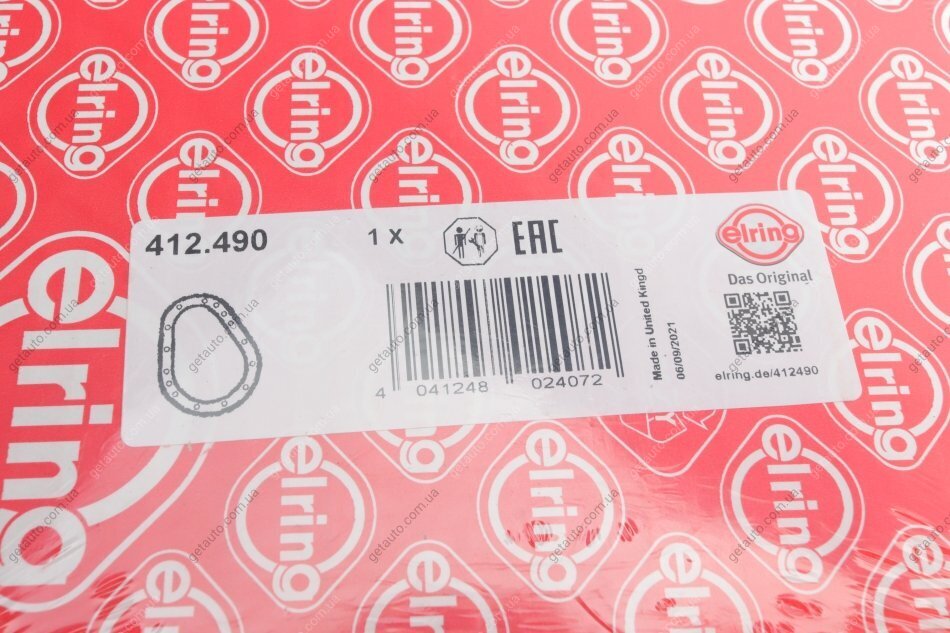 412.490
1 X
EAC
elring
Das Original
4 041248 024072
Made in United Kingd
06/09/2021
elring.de/412490
elring
getauto.com.ua